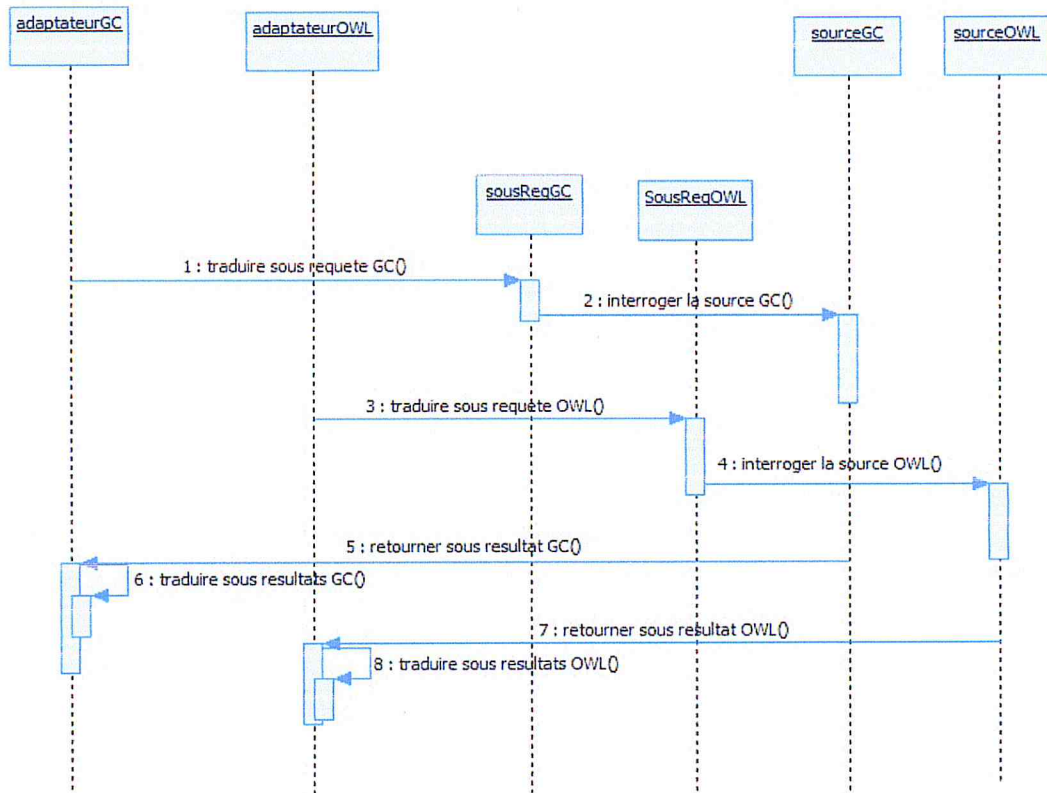 adaptateurGC
adaptateurOWL
sourceGC
sourceOWL
sousReqGC
SousReqOWL
1 : traduire sous requete GC()
2 : interroger la source GC()
3 : traduire sous requête OWL()
4 : interroger la source OWL()
5 : retourner sous resultat GC()
6 : traduire sous resultats GC()
7 : retourner sous resultat OWL()
8 : traduire sous resultats OWL()